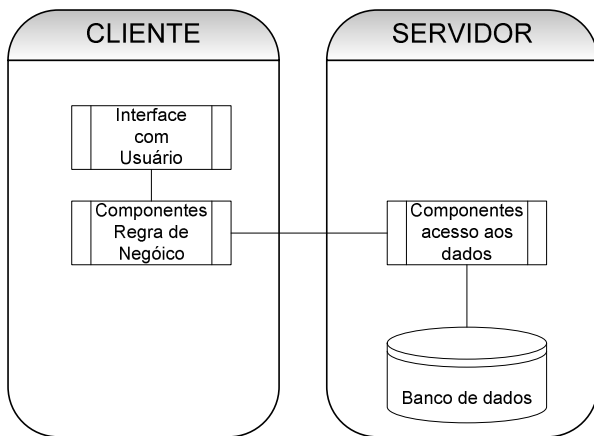 CLIENTE
SERVIDOR
Interface
com
Usuário
Componentes
Regra de
Negóico
Componentes
acesso aos
dados
Banco de dados